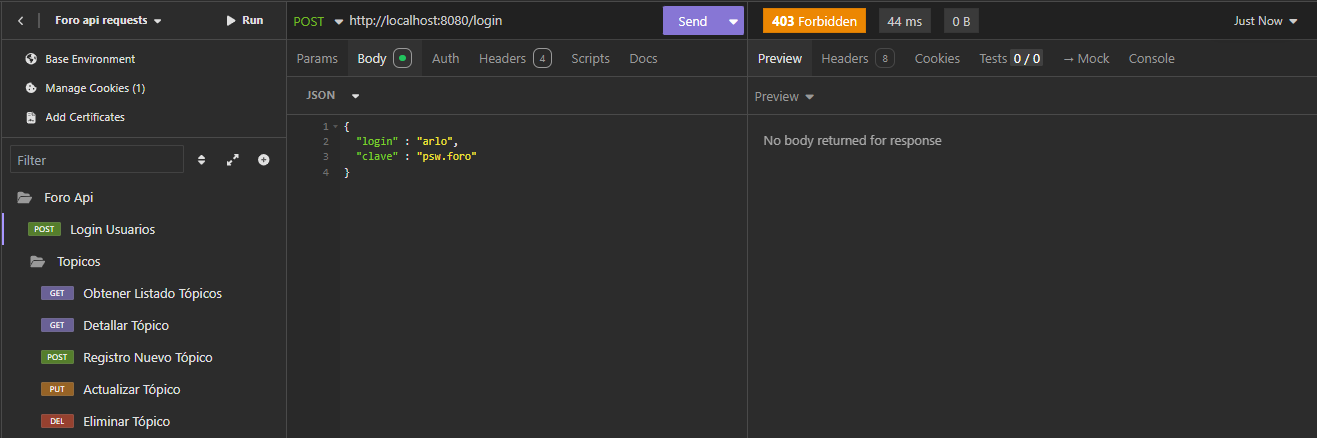 Foro api requests
Run
Base Environment
Manage Cookies (1)
Add Certificates
Filter
Foro Api
POST Login Usuarios
Topicos
GET Obtener Listado Tópicos
GET Detallar Tópico
POST Registro Nuevo Tópico
PUT Actualizar Tópico
DEL Eliminar Tópico
POST http://localhost:8080/login Send
Params Body Auth Headers 4 Scripts Docs
JSON
1 {
2 "login" : "arlo",
3 "clave" : "psw.foro"
4 }
403 Forbidden 44 ms 0 B Just Now
Preview Headers 8 Cookies Tests 0 / 0 → Mock Console
Preview
No body returned for response